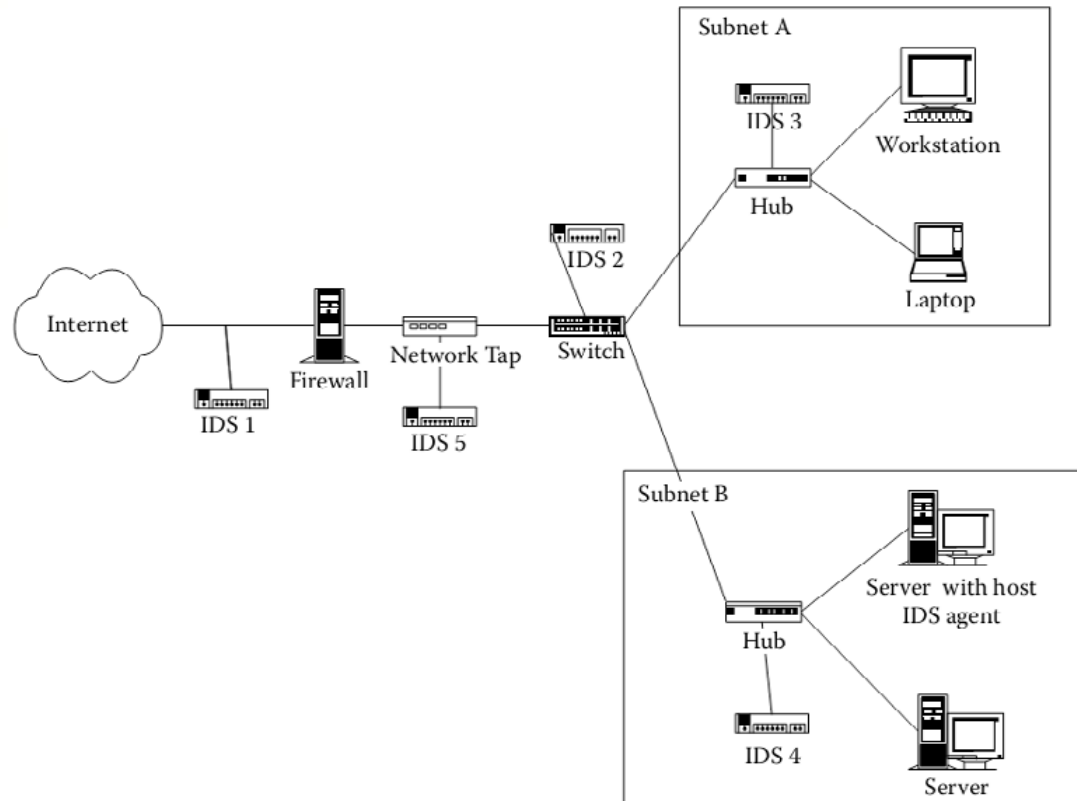 Subnet A
IDS 3
Workstation
Hub
IDS 2
Laptop
Internet
Switch
Network Tap
Firewall
IDS 1
IDS 5
Subnet B
Server with host
IDS agent
Hub
IDS 4
Server